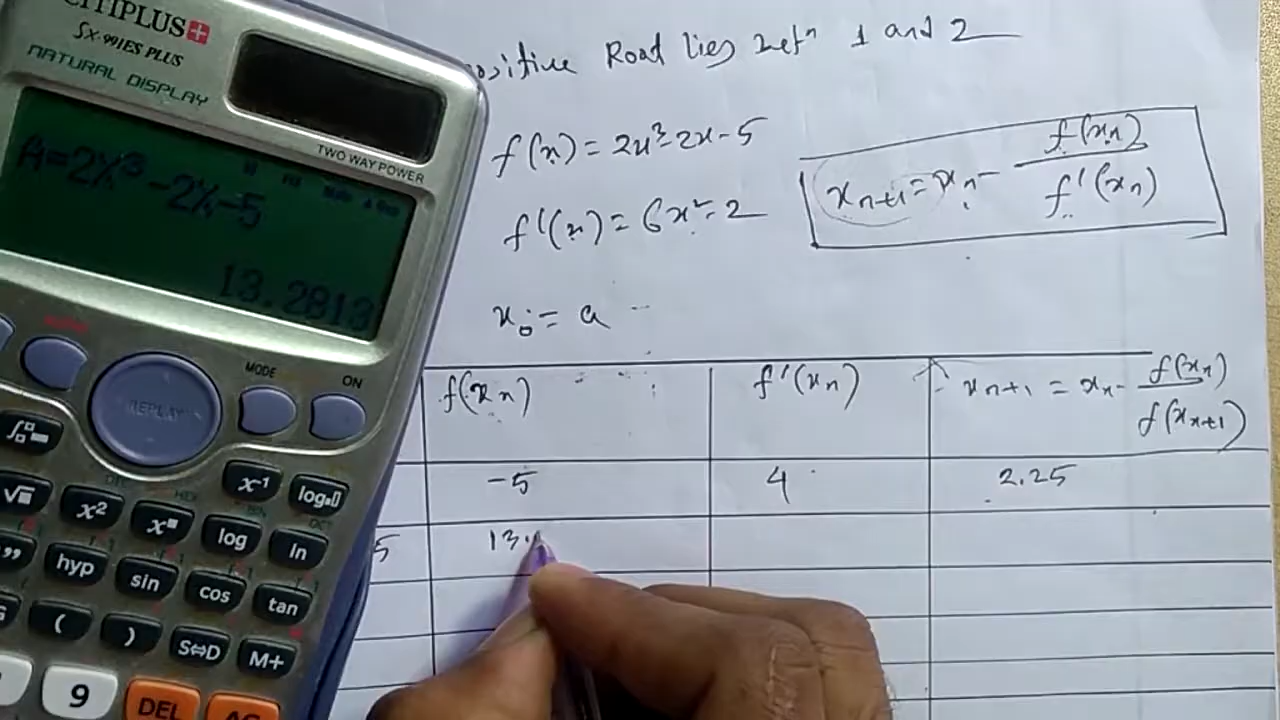 CITIPLUS
SX 991ES PLUS
NATURAL DISPLAY
TWO WAY POWER
A=2X³-2X-5
13.2813
MODE
ON
REPLAY
x⁻¹
log
x²
log
ln
hyp
sin
cos
tan
(
)
S⇔D
M+
9
DEL
AC
ositive Root lies betⁿ 1 and 2
f(x) = 2x³-2x-5
f'(x) = 6x²-2
xₙ₊₁ = xₙ - f(xₙ) / f'(xₙ)
x₀ = a
f(xₙ)
f'(xₙ)
xₙ₊₁ = xₙ - f(xₙ) / f(xₙ₊₁)
-5
4
2.25
5
13.